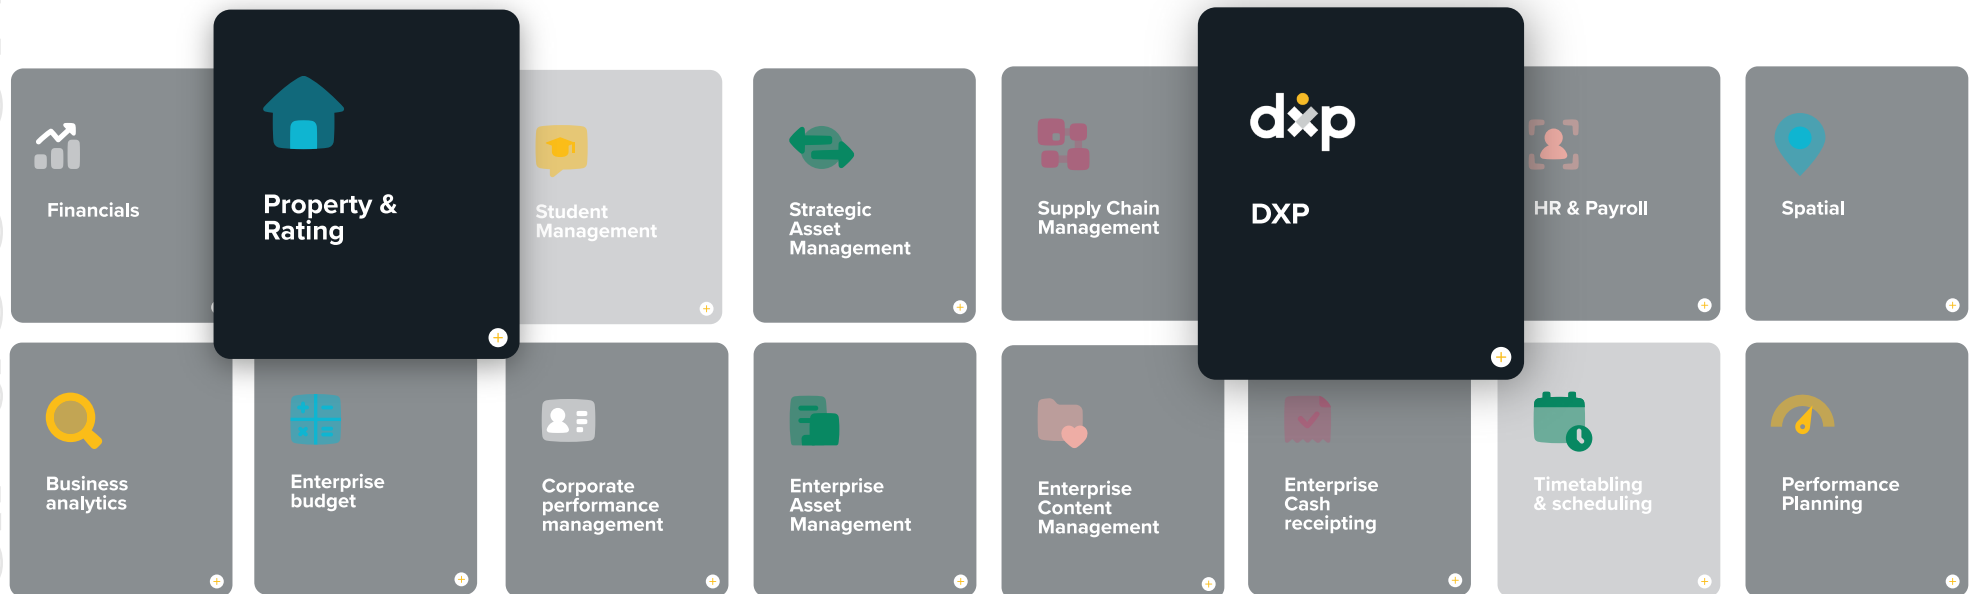 Financials
Property &
Rating
Student
Management
Strategic
Asset
Management
Supply Chain
Management
dxp
DXP
HR & Payroll
Spatial
Business
analytics
Enterprise
budget
Corporate
performance
management
Enterprise
Asset
Management
Enterprise
Content
Management
Enterprise
Cash
receipting
Timetabling
& scheduling
Performance
Planning